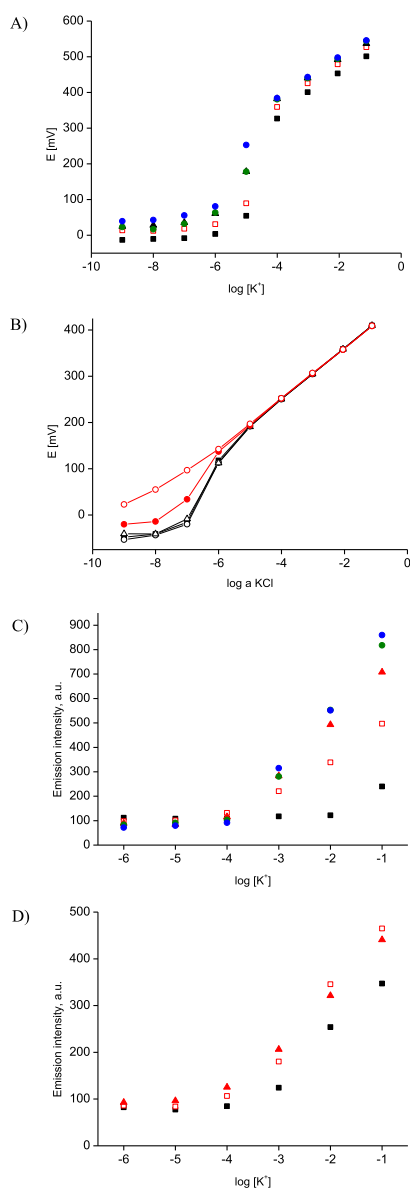 A)
600
500
400
300
200
100
0
E [mV]
-10 -8 -6 -4 -2 0
log [K⁺]
B)
400
300
200
100
0
E [mV]
-10 -8 -6 -4 -2 0
log a KCl
C)
900
800
700
600
500
400
300
200
100
0
Emission intensity, a.u.
-6 -5 -4 -3 -2 -1
log [K⁺]
D)
500
400
300
200
100
0
Emission intensity, a.u.
-6 -5 -4 -3 -2 -1
log [K⁺]